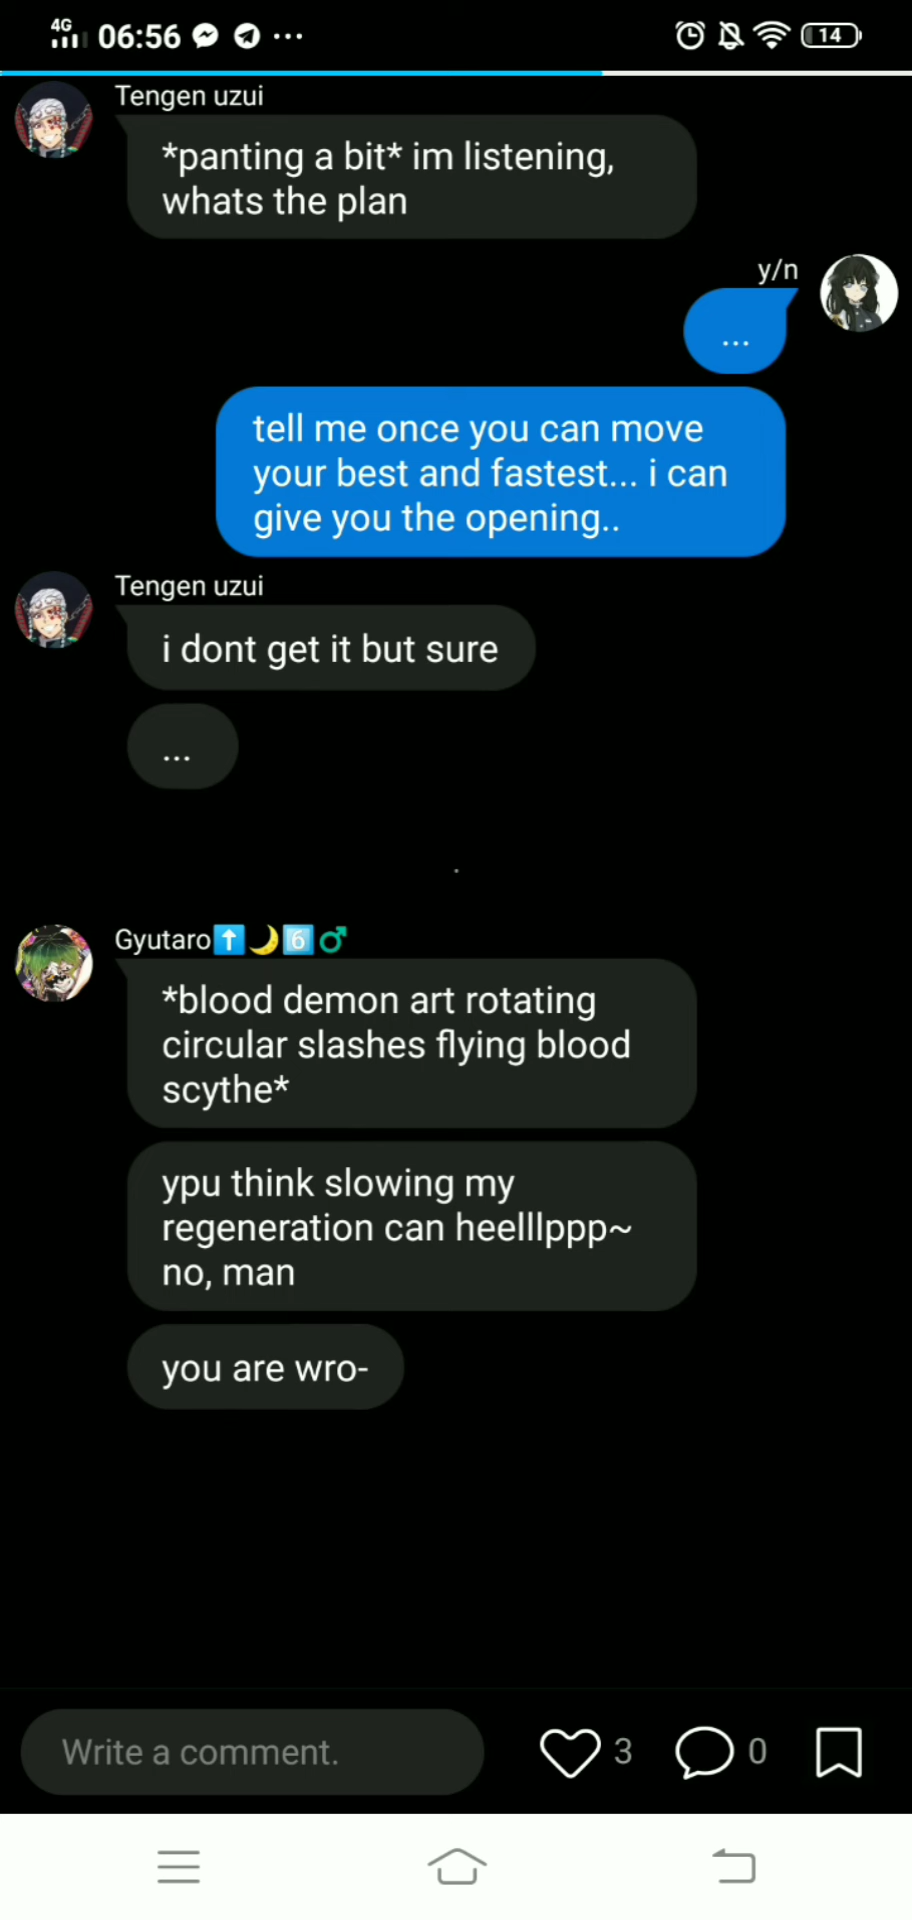 4G 06:56 ... 14
Tengen uzui
*panting a bit* im listening,
whats the plan
y/n
...
tell me once you can move
your best and fastest... i can
give you the opening..
Tengen uzui
i dont get it but sure
...
.
Gyutaro⬆️🌙6️⃣♂
*blood demon art rotating
circular slashes flying blood
scythe*
ypu think slowing my
regeneration can heelllppp~
no, man
you are wro-
Write a comment. 3 0